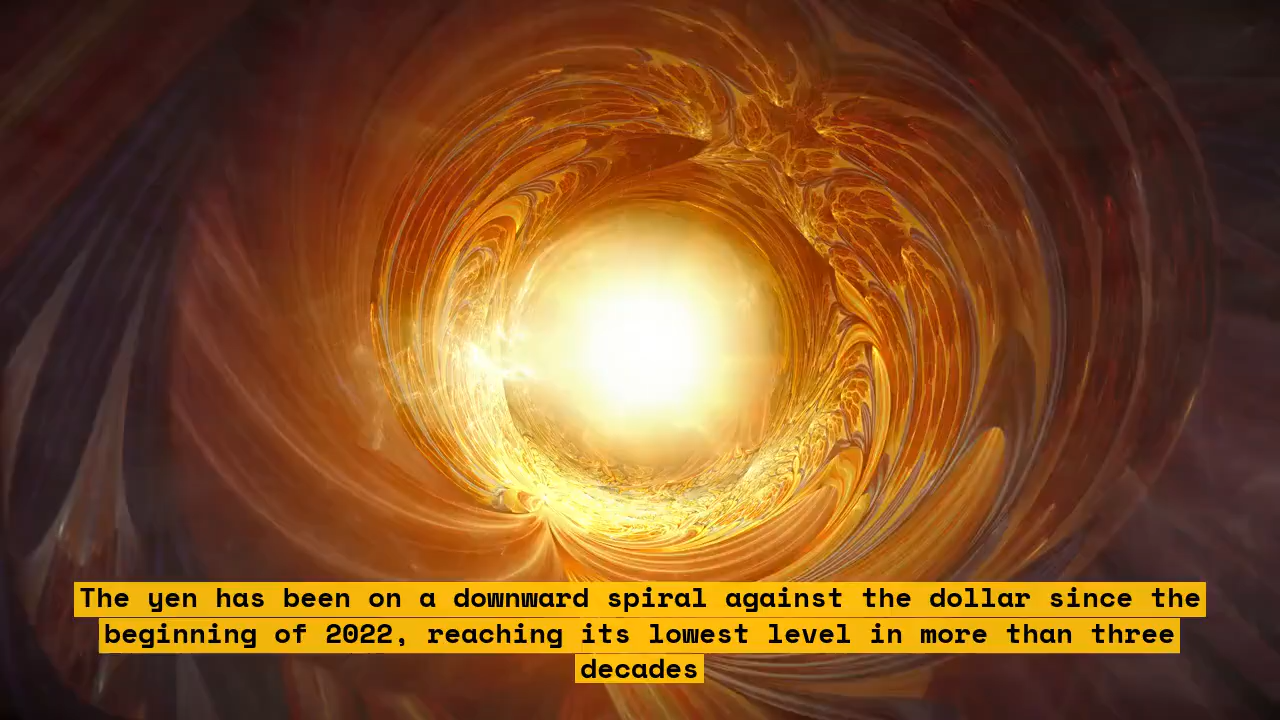 The yen has been on a downward spiral against the dollar since the
beginning of 2022, reaching its lowest level in more than three
decades